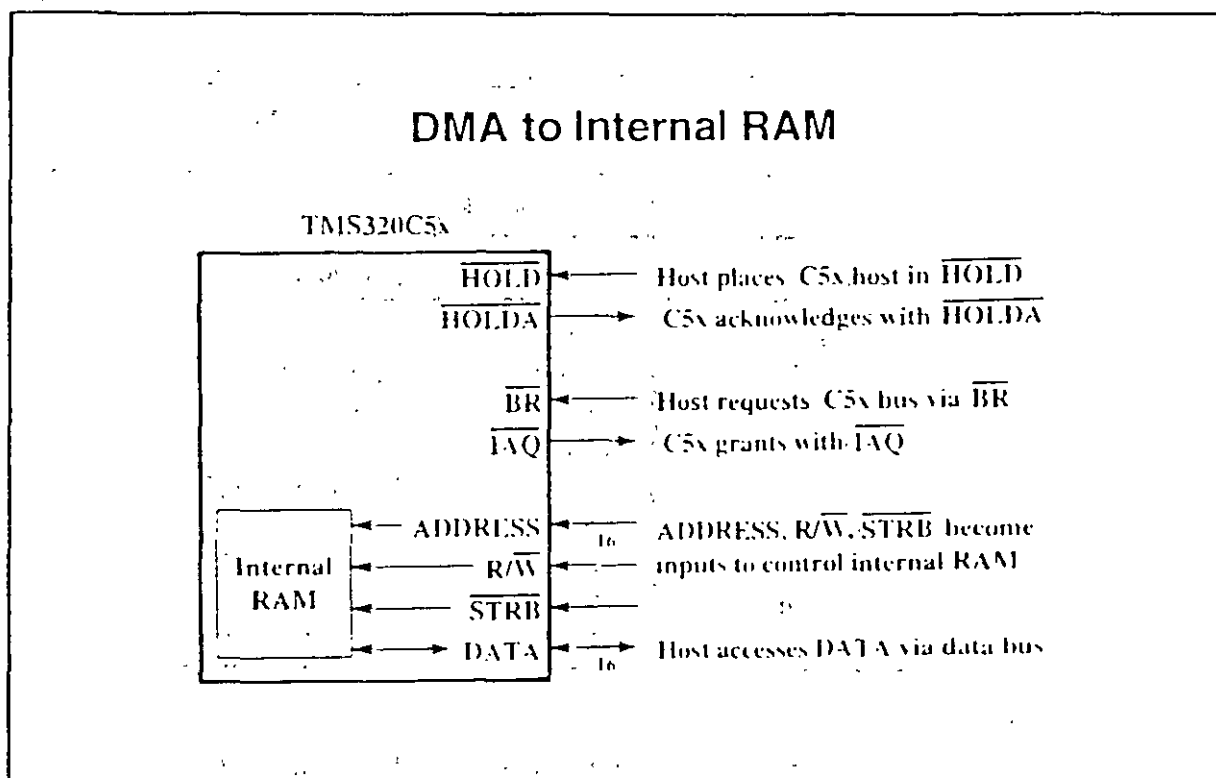 DMA to Internal RAM
TMS320C5x
HOLD Host places C5x host in HOLD
HOLDA C5x acknowledges with HOLDA
BR Host requests C5x bus via BR
IAQ C5x grants with IAQ
ADDRESS 16 ADDRESS, R/W, STRB become
Internal R/W inputs to control internal RAM
RAM STRB
DATA 16 Host accesses DATA via data bus